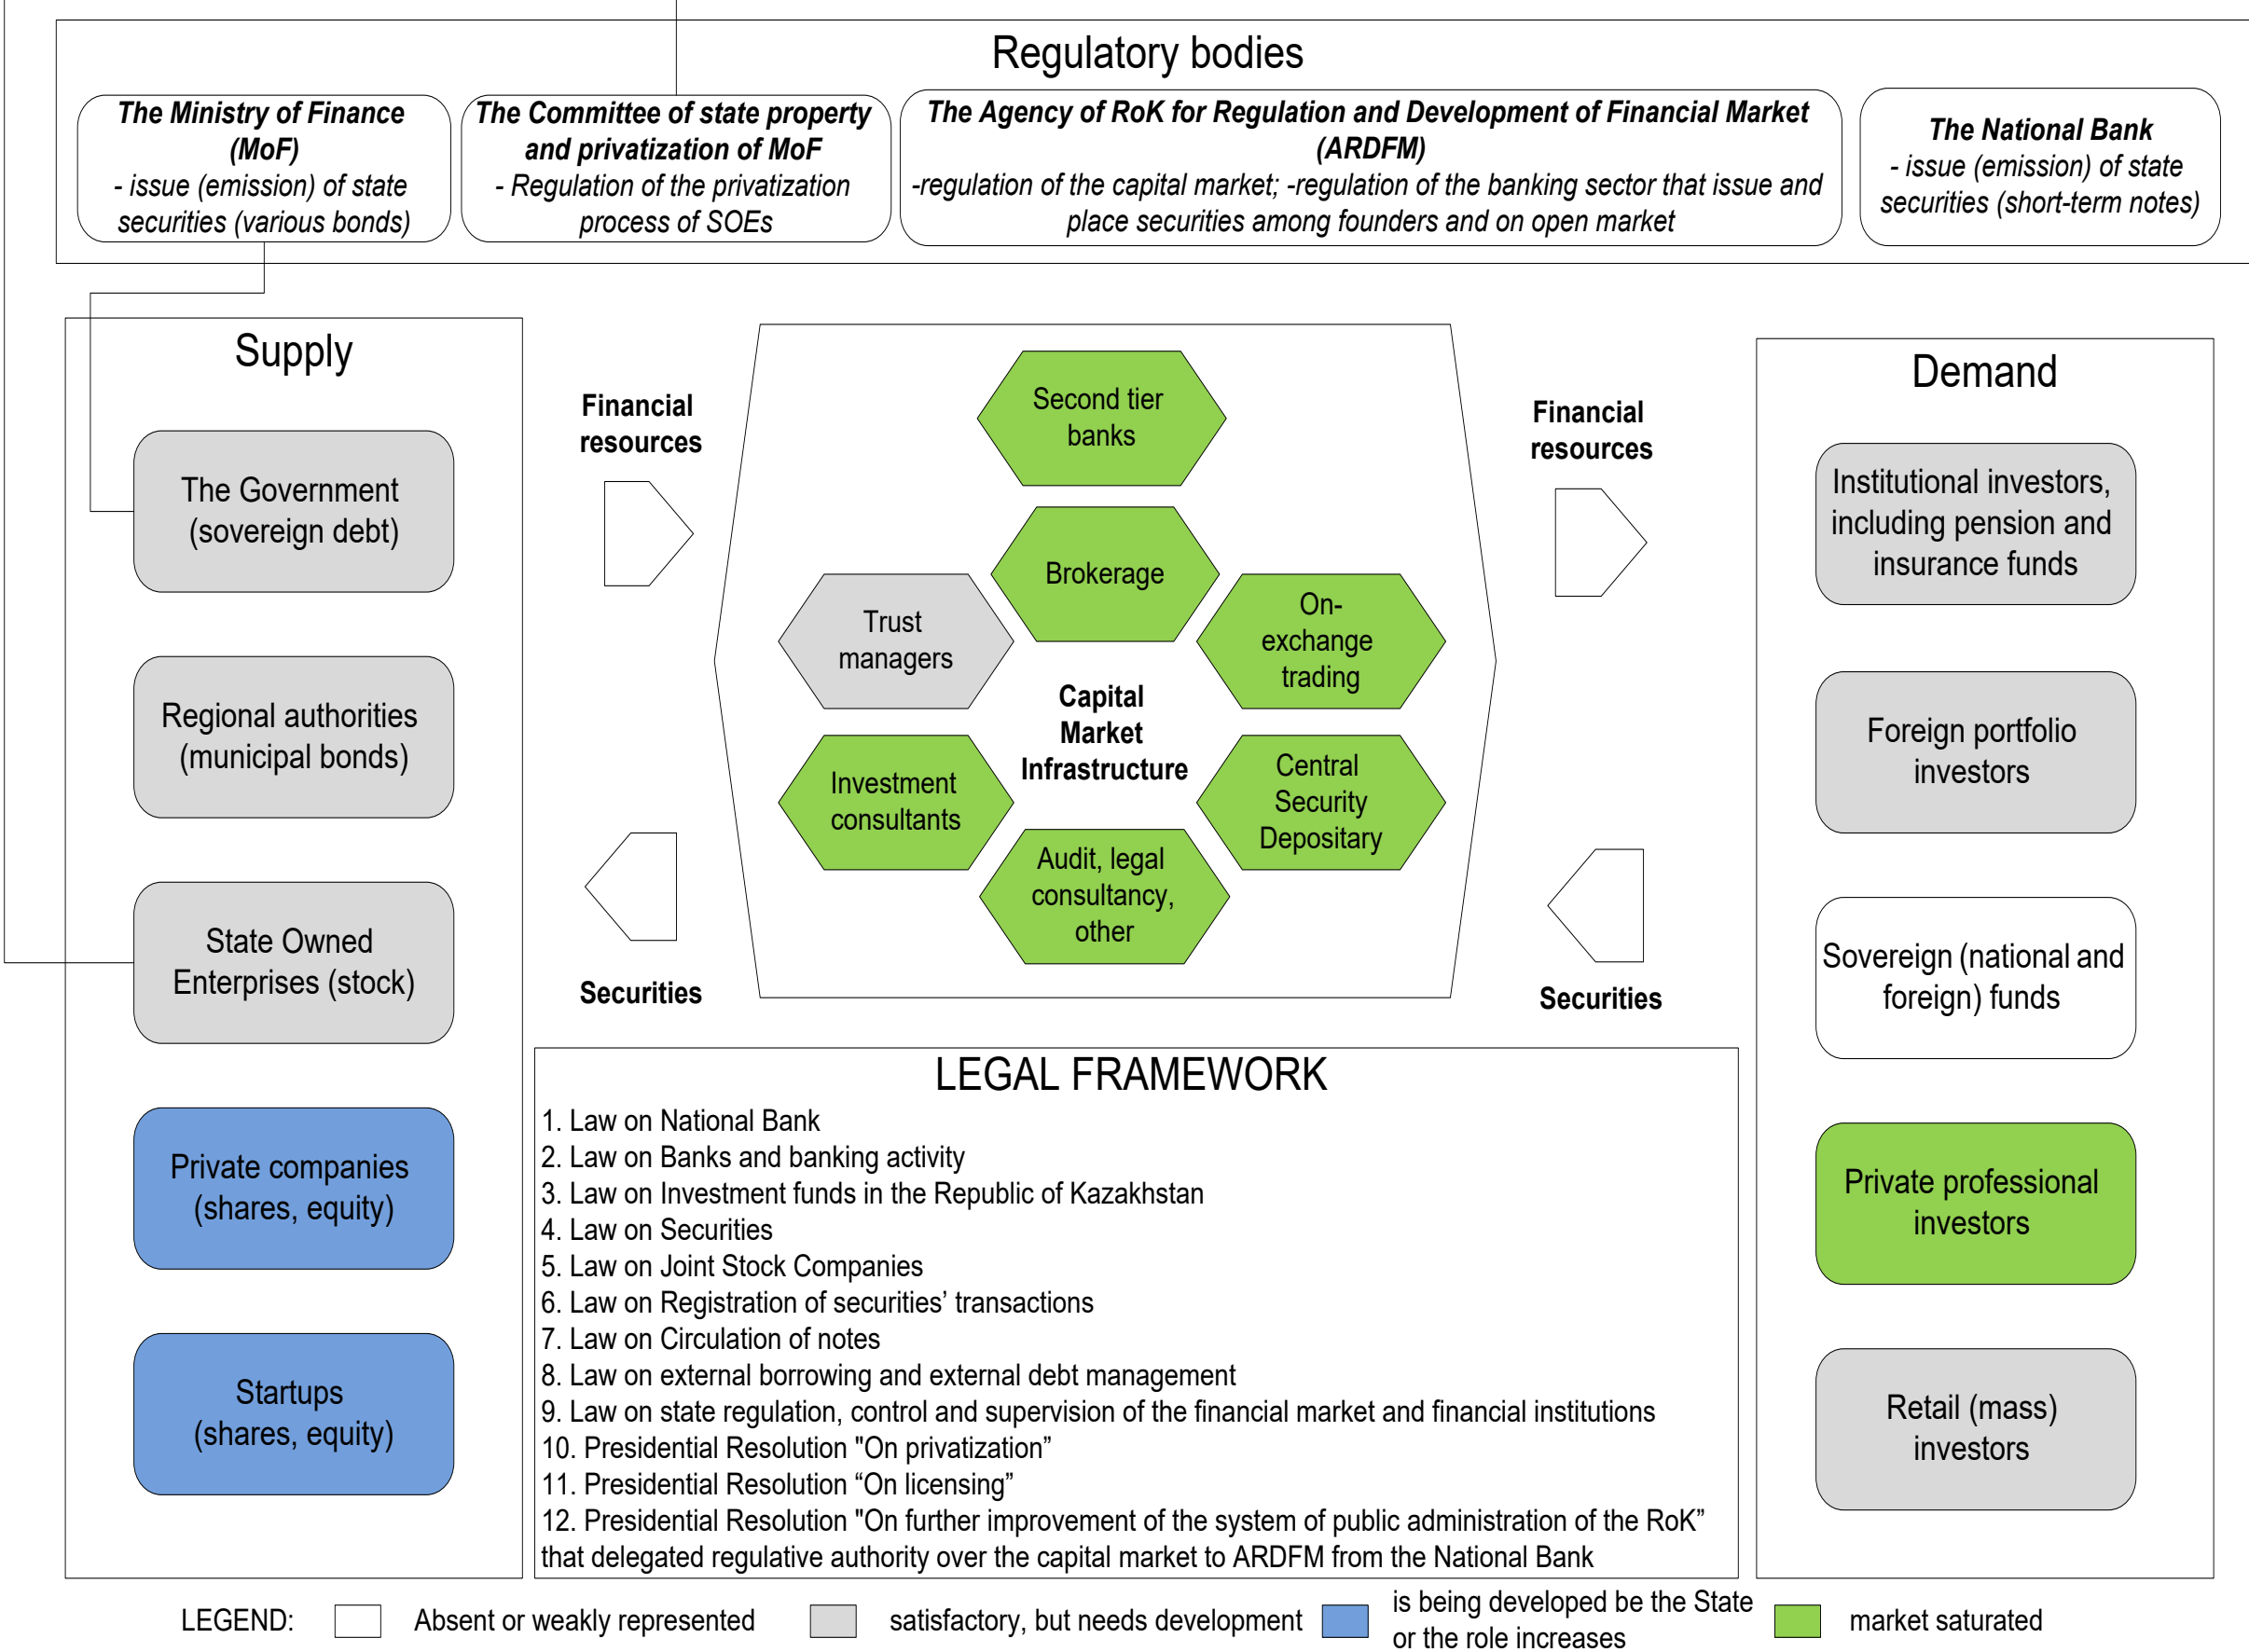 Regulatory bodies
The Ministry of Finance
(MoF)
- issue (emission) of state
securities (various bonds)
The Committee of state property
and privatization of MoF
- Regulation of the privatization
process of SOEs
The Agency of RoK for Regulation and Development of Financial Market
(ARDFM)
-regulation of the capital market; -regulation of the banking sector that issue and
place securities among founders and on open market
The National Bank
- issue (emission) of state
securities (short-term notes)
Supply
The Government
(sovereign debt)
Regional authorities
(municipal bonds)
State Owned
Enterprises (stock)
Private companies
(shares, equity)
Startups
(shares, equity)
Financial
resources
Securities
Second tier
banks
Brokerage
Trust
managers
On-
exchange
trading
Capital
Market
Infrastructure
Investment
consultants
Central
Security
Depositary
Audit, legal
consultancy,
other
Financial
resources
Securities
Demand
Institutional investors,
including pension and
insurance funds
Foreign portfolio
investors
Sovereign (national and
foreign) funds
Private professional
investors
Retail (mass)
investors
LEGAL FRAMEWORK
1. Law on National Bank
2. Law on Banks and banking activity
3. Law on Investment funds in the Republic of Kazakhstan
4. Law on Securities
5. Law on Joint Stock Companies
6. Law on Registration of securities’ transactions
7. Law on Circulation of notes
8. Law on external borrowing and external debt management
9. Law on state regulation, control and supervision of the financial market and financial institutions
10. Presidential Resolution "On privatization”
11. Presidential Resolution “On licensing”
12. Presidential Resolution "On further improvement of the system of public administration of the RoK”
that delegated regulative authority over the capital market to ARDFM from the National Bank
LEGEND:
Absent or weakly represented
satisfactory, but needs development
is being developed be the State
or the role increases
market saturated